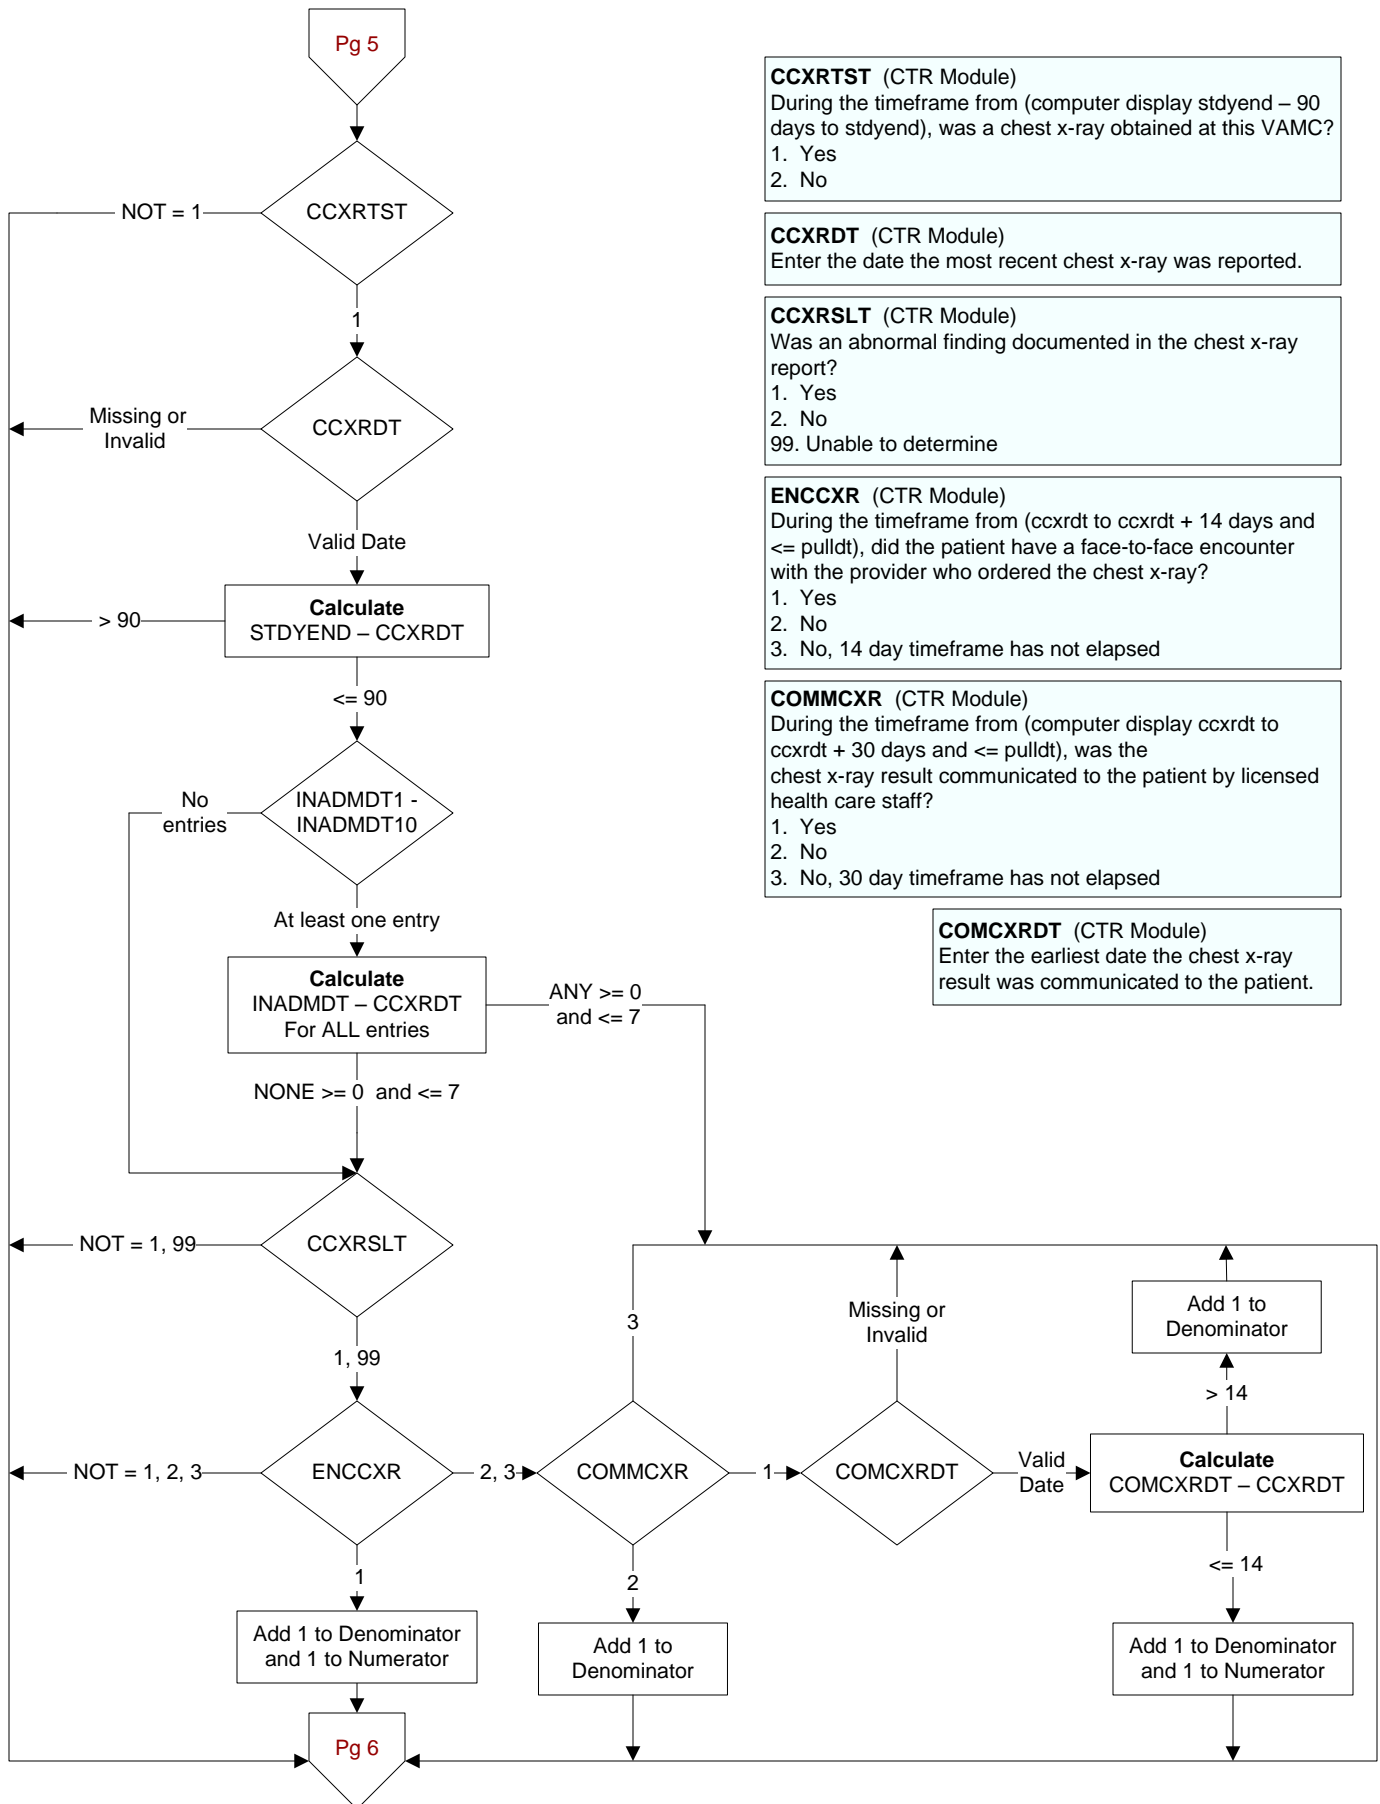 Pg 5
CCXRTST (CTR Module)
During the timeframe from (computer display stdyend – 90
days to stdyend), was a chest x-ray obtained at this VAMC?
1. Yes
2. No
NOT = 1
CCXRTST
CCXRDT (CTR Module)
Enter the date the most recent chest x-ray was reported.
1
CCXRSLT (CTR Module)
Was an abnormal finding documented in the chest x-ray
report?
1. Yes
2. No
99. Unable to determine
Missing or
Invalid
CCXRDT
ENCCXR (CTR Module)
During the timeframe from (ccxrdt to ccxrdt + 14 days and
<= pulldt), did the patient have a face-to-face encounter
with the provider who ordered the chest x-ray?
1. Yes
2. No
3. No, 14 day timeframe has not elapsed
Valid Date
> 90
Calculate
STDYEND – CCXRDT
<= 90
COMMCXR (CTR Module)
During the timeframe from (computer display ccxrdt to
ccxrdt + 30 days and <= pulldt), was the
chest x-ray result communicated to the patient by licensed
health care staff?
1. Yes
2. No
3. No, 30 day timeframe has not elapsed
No
entries
INADMDT1 -
INADMDT10
At least one entry
COMCXRDT (CTR Module)
Enter the earliest date the chest x-ray
result was communicated to the patient.
Calculate
INADMDT – CCXRDT
For ALL entries
ANY >= 0
and <= 7
NONE >= 0 and <= 7
NOT = 1, 99
CCXRSLT
1, 99
3
Missing or
Invalid
Add 1 to
Denominator
> 14
NOT = 1, 2, 3
ENCCXR
2, 3
COMMCXR
1
COMCXRDT
Valid
Date
Calculate
COMCXRDT – CCXRDT
1
2
<= 14
Add 1 to Denominator
and 1 to Numerator
Add 1 to
Denominator
Add 1 to Denominator
and 1 to Numerator
Pg 6